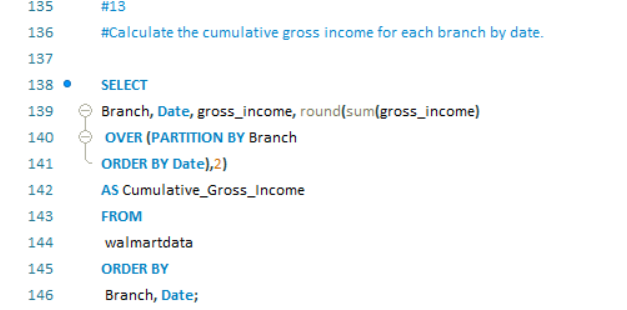 135 #13
136 #Calculate the cumulative gross income for each branch by date.
137
138 SELECT
139 Branch, Date, gross_income, round(sum(gross_income)
140 OVER (PARTITION BY Branch
141 ORDER BY Date),2)
142 AS Cumulative_Gross_Income
143 FROM
144 walmartdata
145 ORDER BY
146 Branch, Date;